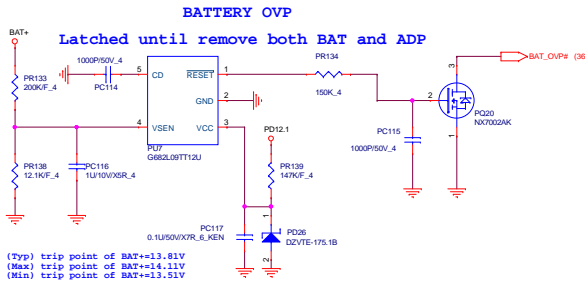 BATTERY OVP
Latched until remove both BAT and ADP
BAT+
1000P/50V_4
PC114
PR133
200K/F_4
5
CD
RESET
1
GND
2
4
VSEN
VCC
3
PU7
G682L09TT12U
PR134
150K_4
BAT_OVP# (36
3
2
1
PQ20
NX7002AK
PC115
1000P/50V_4
PD12.1
PR138
12.1K/F_4
PC116
1U/10V/X5R_4
PR139
147K/F_4
PC117
0.1U/50V/X7R_6_KEN
1
PD26
DZVTE-175.1B
2
(Typ) trip point of BAT+=13.81V
(Max) trip point of BAT+=14.11V
(Min) trip point of BAT+=13.51V